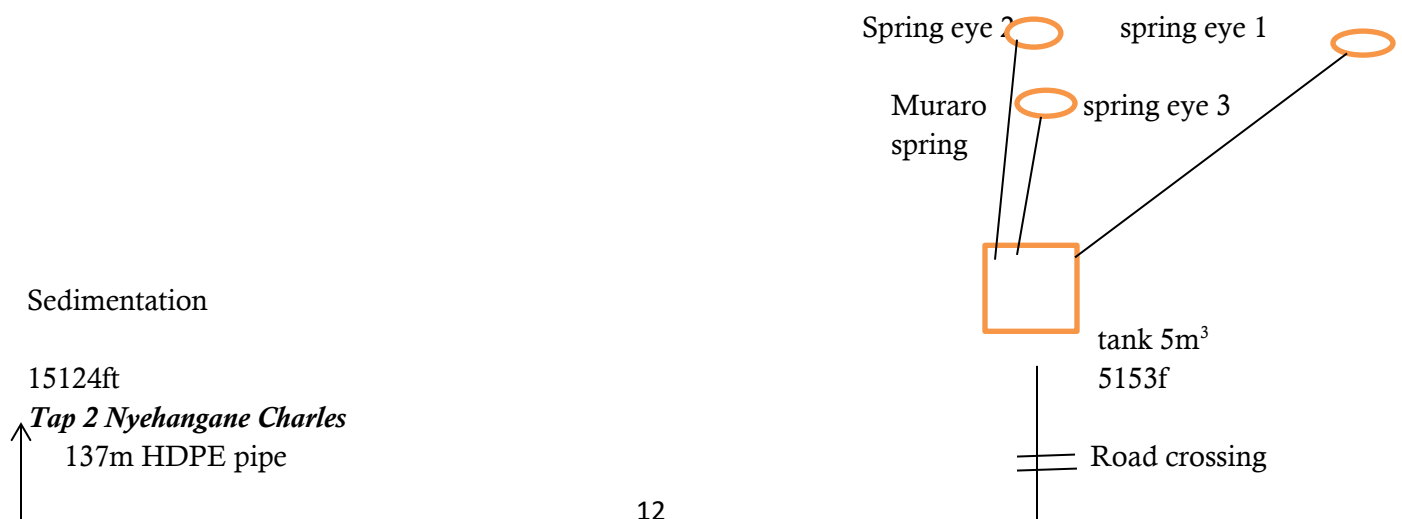 Spring eye 2 spring eye 1
Muraro spring eye 3
spring
Sedimentation
tank 5m³
15124ft 5153f
Tap 2 Nyehangane Charles
137m HDPE pipe Road crossing
12